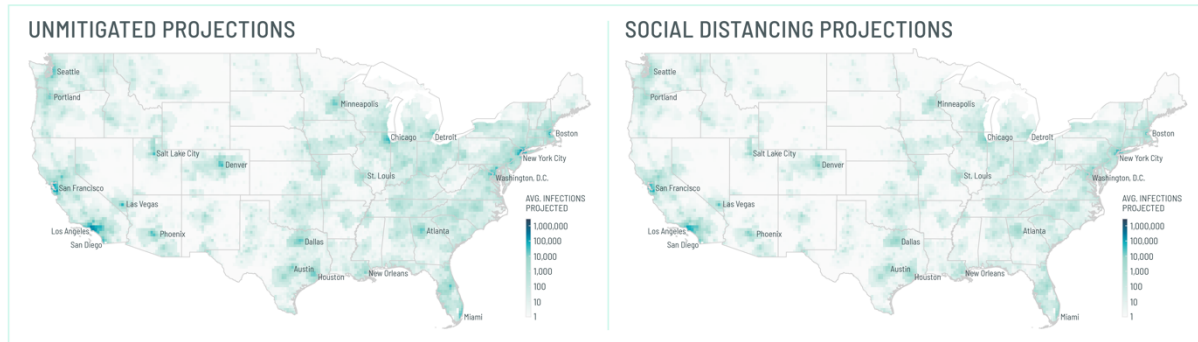 UNMITIGATED PROJECTIONS
Seattle
Portland
Minneapolis
Chicago
Detroit
Boston
New York City
Salt Lake City
Denver
St. Louis
Washington, D.C.
San Francisco
Las Vegas
Los Angeles
San Diego
Phoenix
Dallas
Atlanta
Austin
Houston
New Orleans
Miami
AVG. INFECTIONS
PROJECTED
1,000,000
100,000
10,000
1,000
100
10
1
SOCIAL DISTANCING PROJECTIONS
Seattle
Portland
Minneapolis
Chicago
Detroit
Boston
New York City
Salt Lake City
Denver
St. Louis
Washington, D.C.
San Francisco
Las Vegas
Los Angeles
San Diego
Phoenix
Dallas
Atlanta
Austin
Houston
New Orleans
Miami
AVG. INFECTIONS
PROJECTED
1,000,000
100,000
10,000
1,000
100
10
1